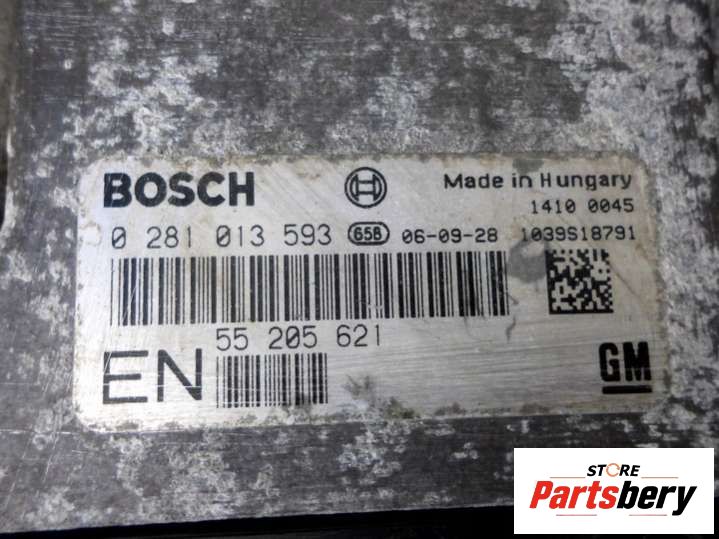 BOSCH
Made in Hungary
1410 0045
0 281 013 593 65B 06-09-28 1039S18791
55 205 621
EN
GM
STORE
Partsbery